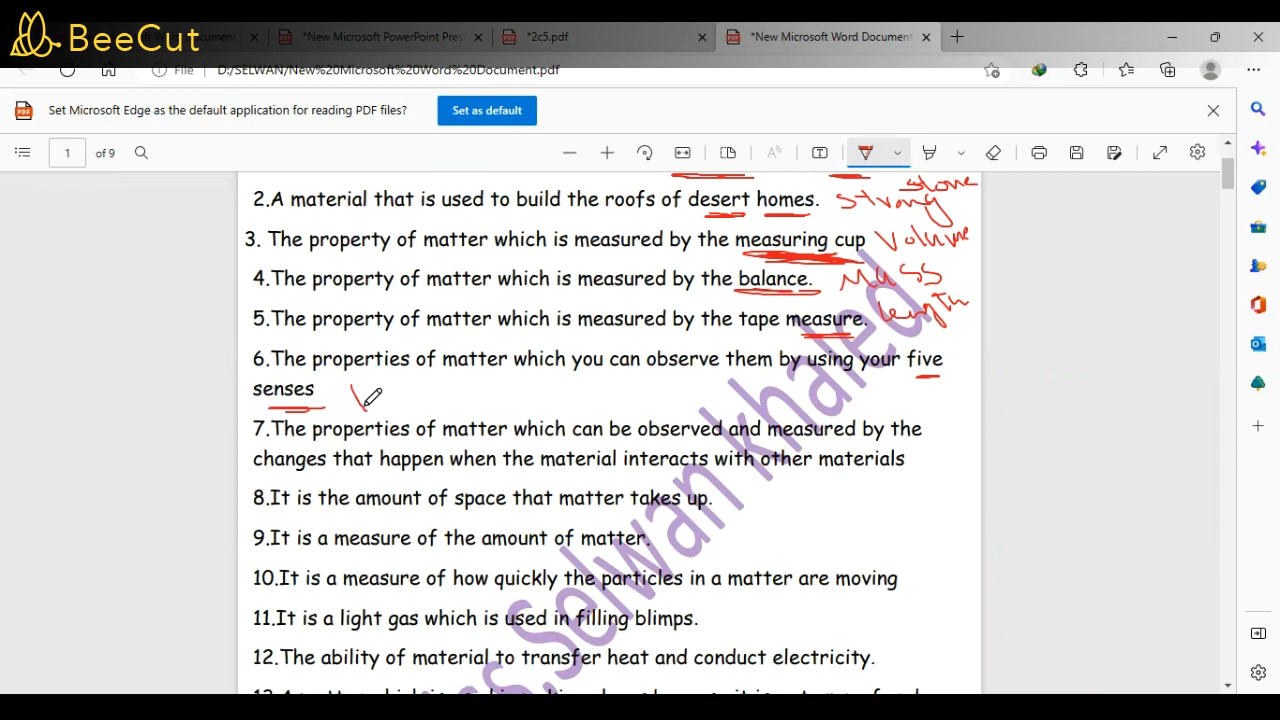 BeeCut
*New Microsoft PowerPoint Pres
*2c5.pdf
*New Microsoft Word Document
File D:/SELWAN/New%20Microsoft%20Word%20Document.pdf
Set Microsoft Edge as the default application for reading PDF files? Set as default
1 of 9
stone
2.A material that is used to build the roofs of desert homes. strong
3. The property of matter which is measured by the measuring cup Volume
4.The property of matter which is measured by the balance. Mass
5.The property of matter which is measured by the tape measure. length
6.The properties of matter which you can observe them by using your five
senses
7.The properties of matter which can be observed and measured by the
changes that happen when the material interacts with other materials
8.It is the amount of space that matter takes up.
9.It is a measure of the amount of matter.
10.It is a measure of how quickly the particles in a matter are moving
11.It is a light gas which is used in filling blimps.
12.The ability of material to transfer heat and conduct electricity.
ss.Selwan khaled